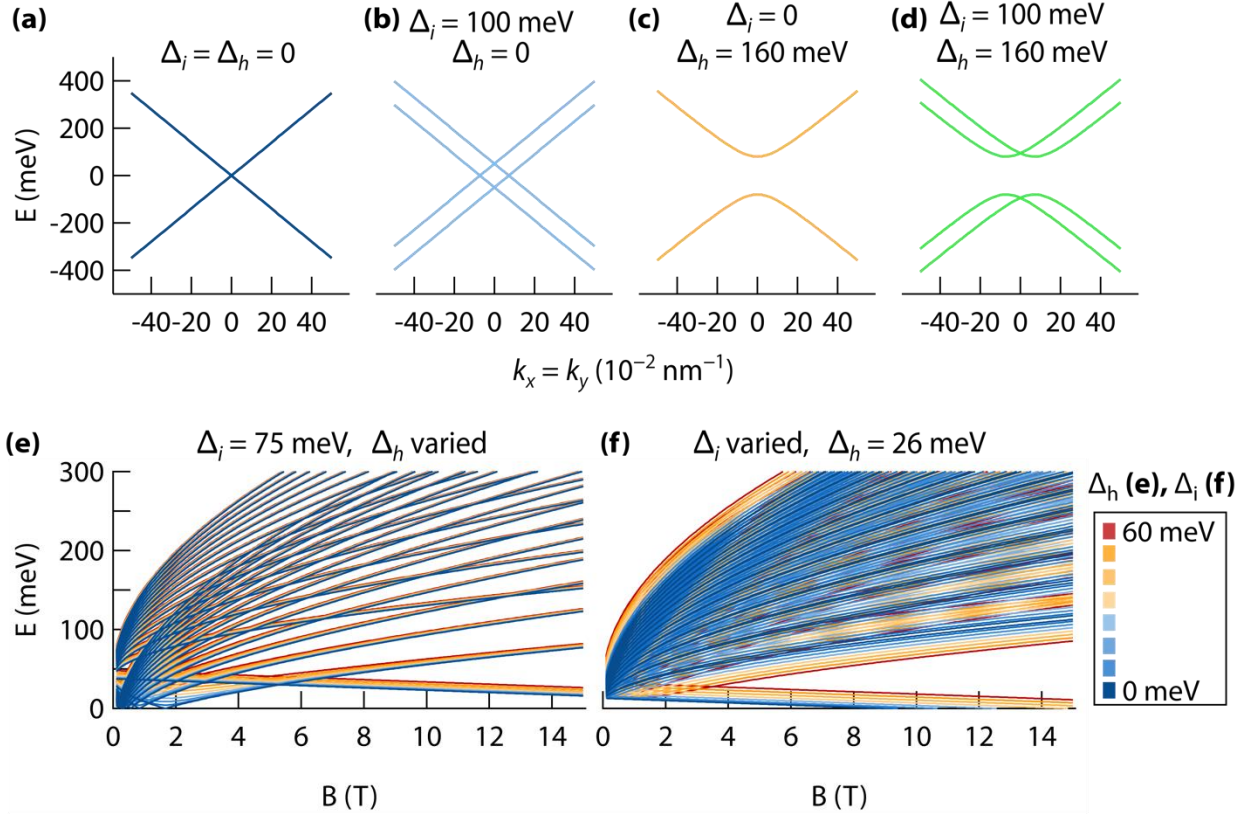 (a)
Δi = Δh = 0
(b)
Δi = 100 meV
Δh = 0
(c)
Δi = 0
Δh = 160 meV
(d)
Δi = 100 meV
Δh = 160 meV
E (meV)
400
200
0
-200
-400
-40 -20 0 20 40
-40 -20 0 20 40
-40 -20 0 20 40
-40 -20 0 20 40
kx = ky (10⁻² nm⁻¹)
(e)
Δi = 75 meV, Δh varied
(f)
Δi varied, Δh = 26 meV
E (meV)
300
200
100
0
0 2 4 6 8 10 12 14
B (T)
0 2 4 6 8 10 12 14
B (T)
Δh (e), Δi (f)
60 meV
0 meV